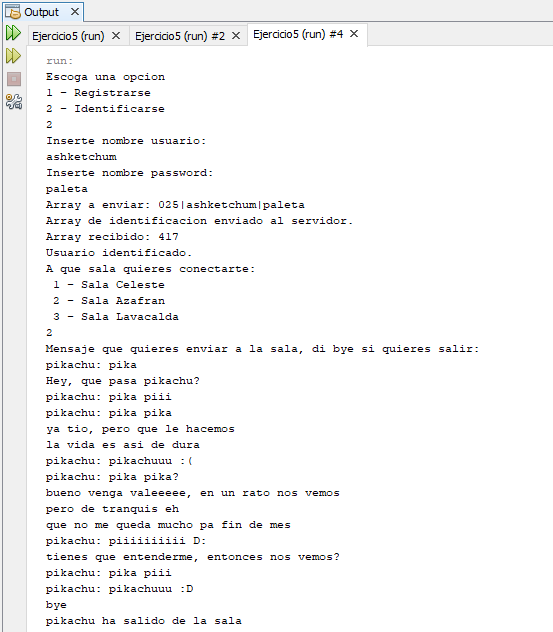 Output
Ejercicio5 (run) Ejercicio5 (run) #2 Ejercicio5 (run) #4
run:
Escoga una opcion
1 - Registrarse
2 - Identificarse
2
Inserte nombre usuario:
ashketchum
Inserte nombre password:
paleta
Array a enviar: 025|ashketchum|paleta
Array de identificacion enviado al servidor.
Array recibido: 417
Usuario identificado.
A que sala quieres conectarte:
1 - Sala Celeste
2 - Sala Azafran
3 - Sala Lavacalda
2
Mensaje que quieres enviar a la sala, di bye si quieres salir:
pikachu: pika
Hey, que pasa pikachu?
pikachu: pika piii
pikachu: pika pika
ya tio, pero que le hacemos
la vida es asi de dura
pikachu: pikachuuu :(
pikachu: pika pika?
bueno venga valeeeee, en un rato nos vemos
pero de tranquis eh
que no me queda mucho pa fin de mes
pikachu: piiiiiiiiii D:
tienes que entenderme, entonces nos vemos?
pikachu: pika piii
pikachu: pikachuuu :D
bye
pikachu ha salido de la sala